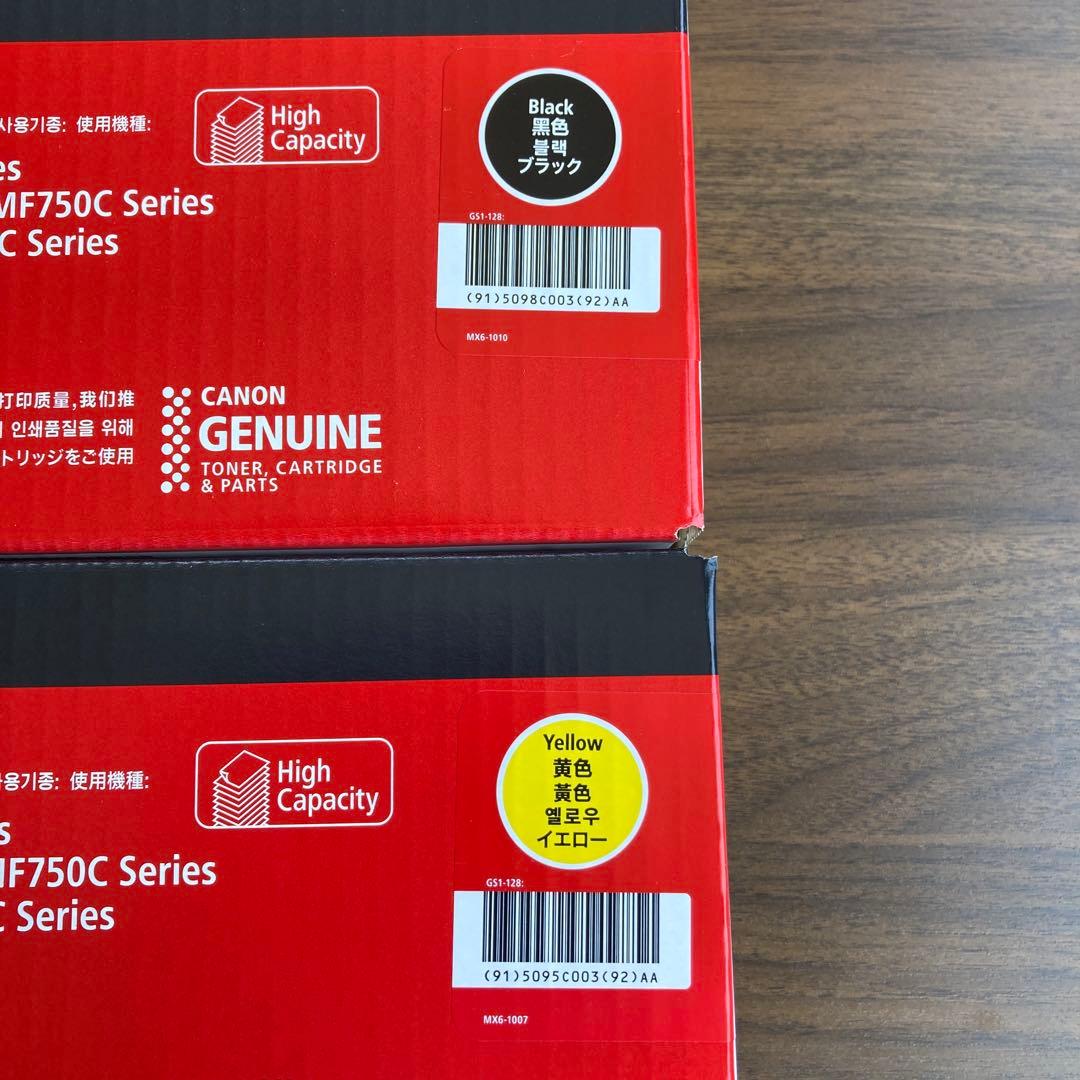 사용기종: 使用機種:
High
Capacity
es
MF750C Series
C Series
Black
黑色
블랙
ブラック
GS1-128:
(91)5098C003(92)AA
MX6-1010
打印质量,我们推
인쇄품질을 위해
トリッジをご使用
CANON
GENUINE
TONER, CARTRIDGE
& PARTS
사용기종: 使用機種:
High
Capacity
s
MF750C Series
C Series
Yellow
黄色
黃色
옐로우
イエロー
GS1-128:
(91)5095C003(92)AA
MX6-1007